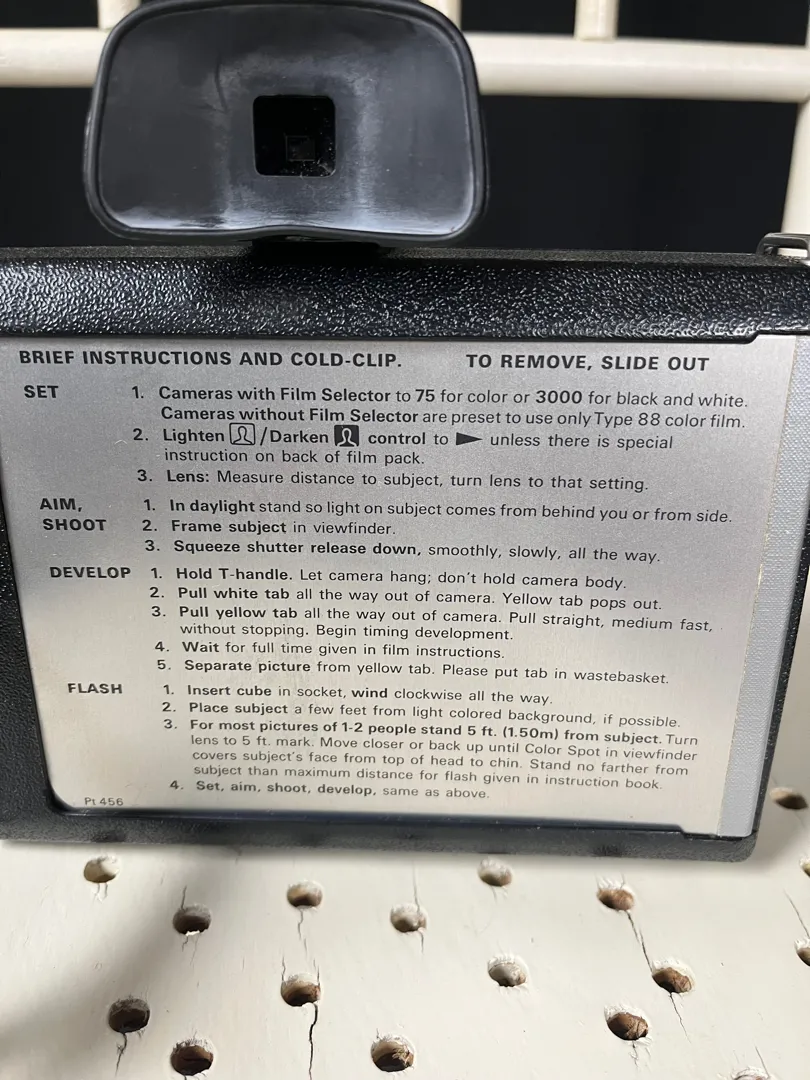 BRIEF INSTRUCTIONS AND COLD-CLIP. TO REMOVE, SLIDE OUT
SET 1. Cameras with Film Selector to 75 for color or 3000 for black and white.
Cameras without Film Selector are preset to use only Type 88 color film.
2. Lighten / Darken control to unless there is special
instruction on back of film pack.
3. Lens: Measure distance to subject, turn lens to that setting.
AIM, 1. In daylight stand so light on subject comes from behind you or from side.
SHOOT 2. Frame subject in viewfinder.
3. Squeeze shutter release down, smoothly, slowly, all the way.
DEVELOP 1. Hold T-handle. Let camera hang; don't hold camera body.
2. Pull white tab all the way out of camera. Yellow tab pops out.
3. Pull yellow tab all the way out of camera. Pull straight, medium fast,
without stopping. Begin timing development.
4. Wait for full time given in film instructions.
5. Separate picture from yellow tab. Please put tab in wastebasket.
FLASH 1. Insert cube in socket, wind clockwise all the way.
2. Place subject a few feet from light colored background, if possible.
3. For most pictures of 1-2 people stand 5 ft. (1.50m) from subject. Turn
lens to 5 ft. mark. Move closer or back up until Color Spot in viewfinder
covers subject's face from top of head to chin. Stand no farther from
subject than maximum distance for flash given in instruction book.
4. Set, aim, shoot, develop, same as above.
Pt 456